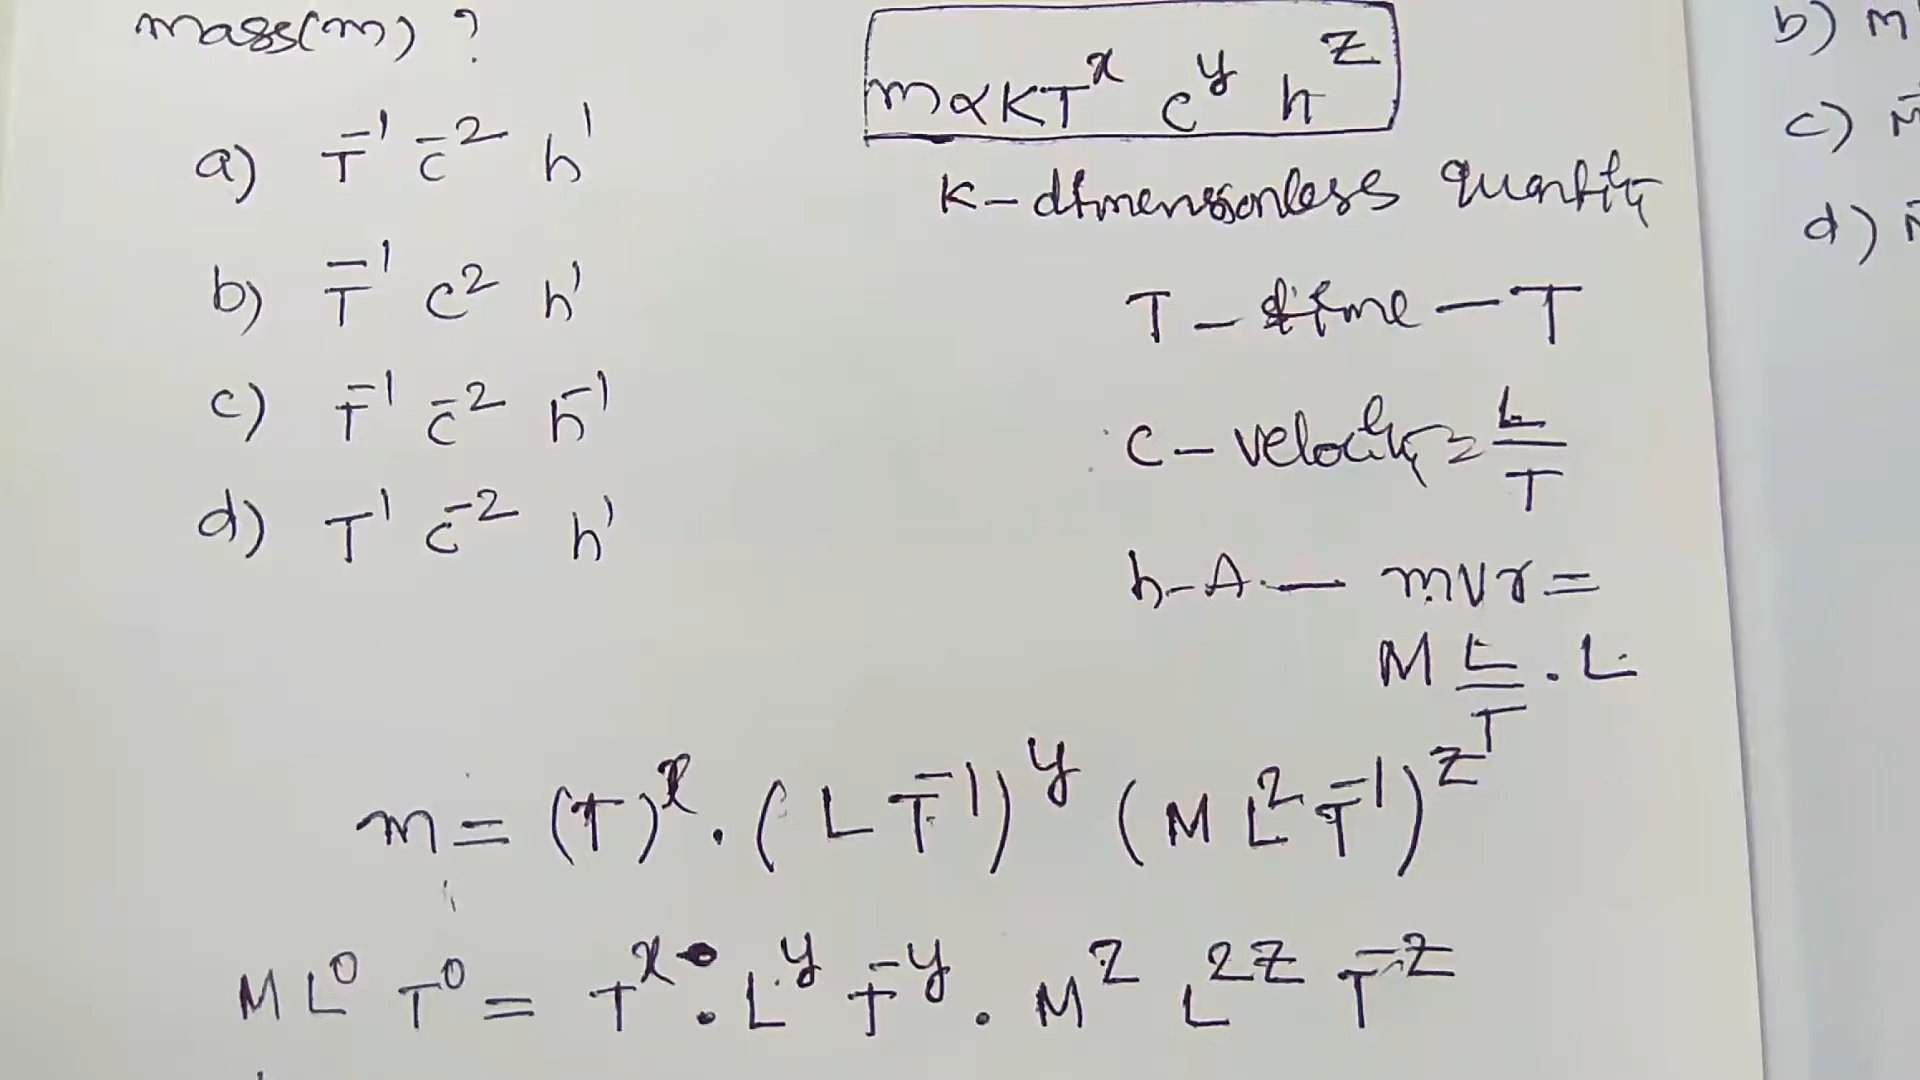 mass(m) ?
a) T⁻¹ c⁻² h¹
b) T⁻¹ c² h¹
c) T⁻¹ c⁻² h⁻¹
d) T¹ c⁻² h¹
m ∝ K T^x c^y h^z
K - dimensionless quantity
T - time - T
c - velocity = L/T
h - A - mvr =
M L/T . L
m = (T)^x . (L T⁻¹)^y (M L² T⁻¹)^z
M L⁰ T⁰ = T^x . L^y T^-y . M^z L^2z T^-z
b) M
c) M
d)